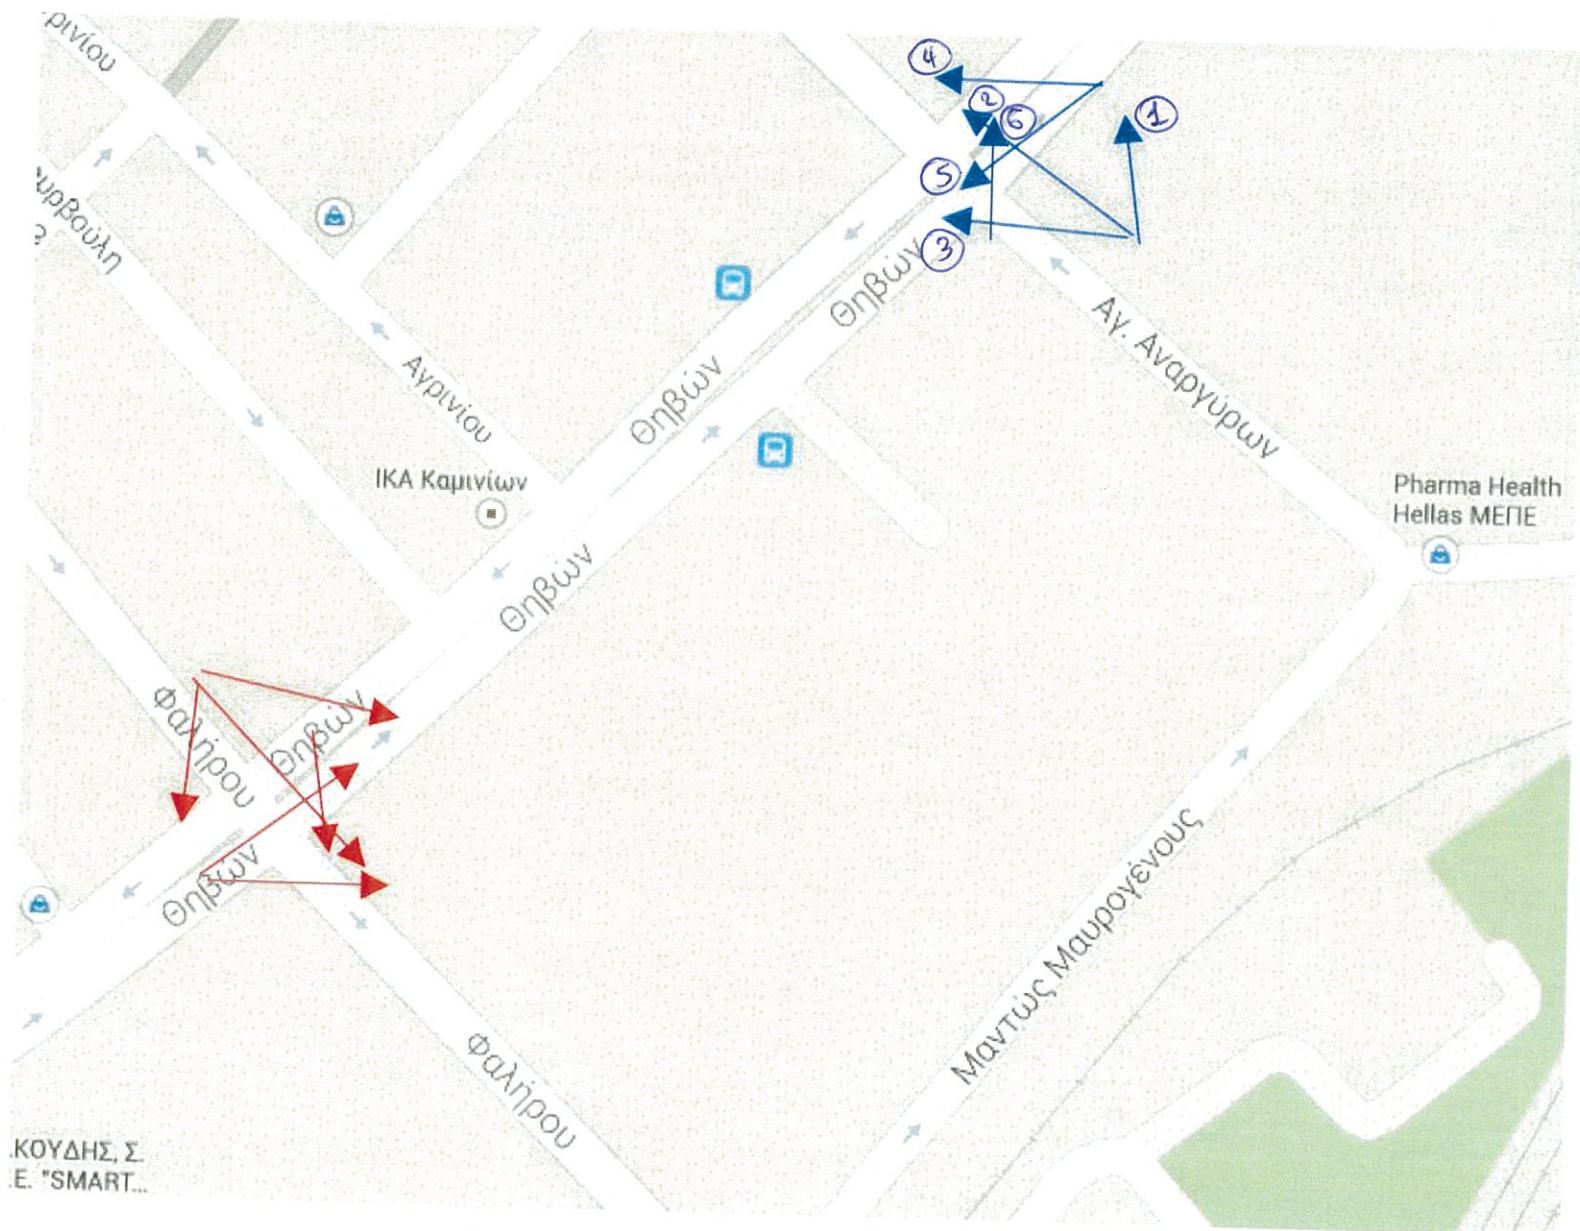 ρινίου
4
2
6
1
5
3
υρβούλη
Θηβών
Αγ. Αναργύρων
Θηβών
Αγρινίου
ΙΚΑ Καμινίων
Pharma Health
Hellas ΜΕΠΕ
Θηβών
Φαλήρου
Θηβών
Θηβών
Μαντώς Μαυρογένους
Φαλήρου
.ΚΟΥΔΗΣ, Σ.
.Ε. "SMART...